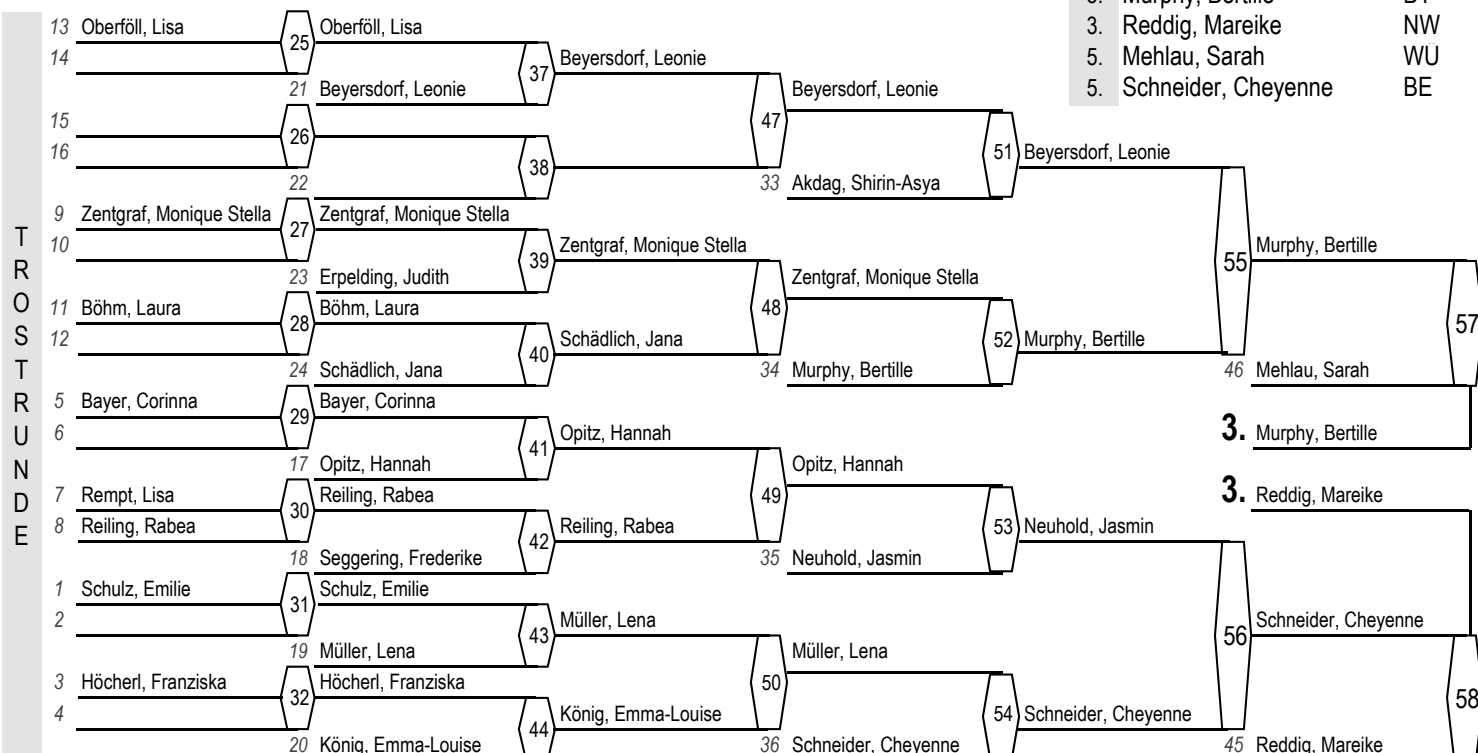 3. Murphy, Bertille BY
3. Reddig, Mareike NW
5. Mehlau, Sarah WÜ
5. Schneider, Cheyenne BE
TROSTRUNDE
13 Oberföll, Lisa 25 Oberföll, Lisa
14 37 Beyersdorf, Leonie
21 Beyersdorf, Leonie 47 Beyersdorf, Leonie
15
26
16 38 51 Beyersdorf, Leonie
22 33 Akdag, Shirin-Asya
9 Zentgraf, Monique Stella 27 Zentgraf, Monique Stella
10 39 Zentgraf, Monique Stella 55 Murphy, Bertille
23 Erpelding, Judith Zentgraf, Monique Stella
11 Böhm, Laura 28 Böhm, Laura 48 57
12 40 Schädlich, Jana 52 Murphy, Bertille
24 Schädlich, Jana 34 Murphy, Bertille 46 Mehlau, Sarah
5 Bayer, Corinna 29 Bayer, Corinna
6 41 Opitz, Hannah 3. Murphy, Bertille
17 Opitz, Hannah Opitz, Hannah
7 Rempt, Lisa 30 Reiling, Rabea 49 3. Reddig, Mareike
8 Reiling, Rabea 42 Reiling, Rabea 53 Neuhold, Jasmin
18 Seggering, Frederike 35 Neuhold, Jasmin
1 Schulz, Emilie 31 Schulz, Emilie
2 43 Müller, Lena 56 Schneider, Cheyenne
19 Müller, Lena Müller, Lena
3 Höcherl, Franziska 32 Höcherl, Franziska 50 58
4 44 König, Emma-Louise 54 Schneider, Cheyenne
20 König, Emma-Louise 36 Schneider, Cheyenne 45 Reddig, Mareike